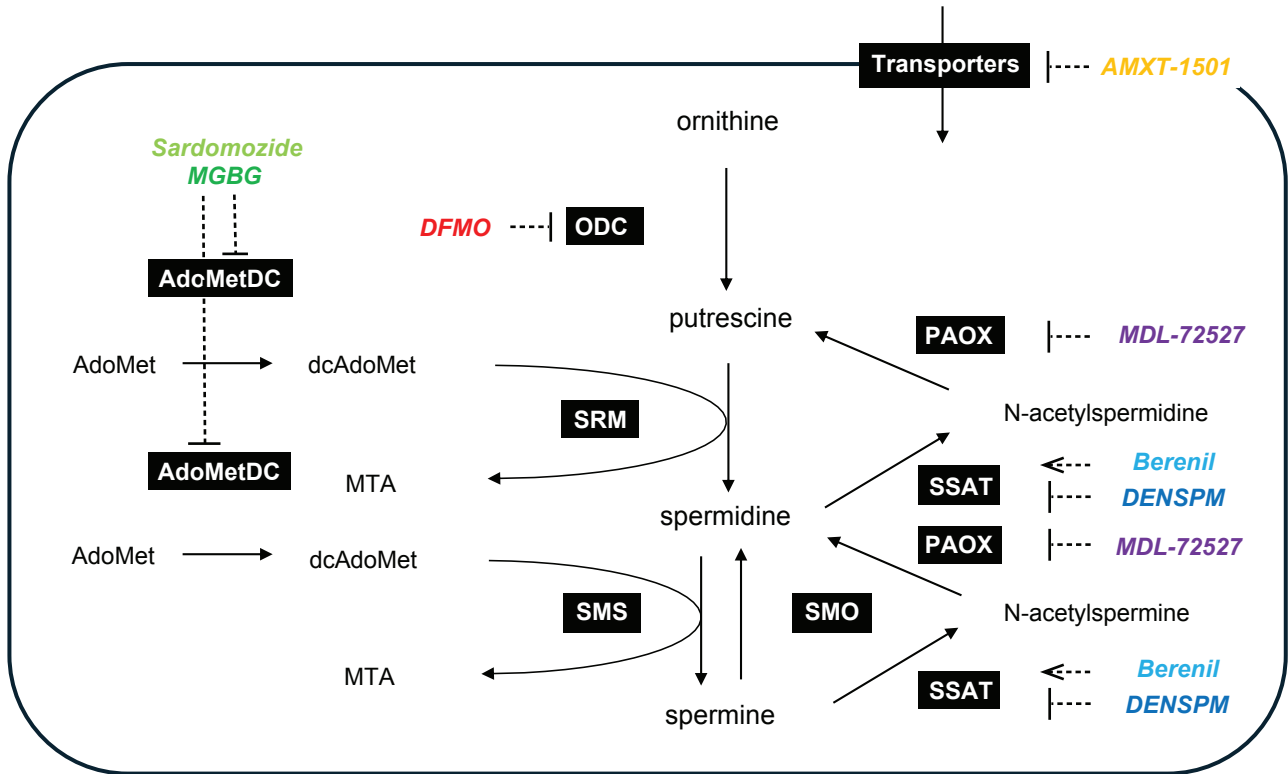 Transporters
AMXT-1501
ornithine
Sardomozide
MGBG
DFMO
ODC
AdoMetDC
putrescine
PAOX
MDL-72527
AdoMet
dcAdoMet
N-acetylspermidine
SRM
AdoMetDC
MTA
Berenil
SSAT
DENSPM
spermidine
PAOX
MDL-72527
AdoMet
dcAdoMet
SMS
SMO
N-acetylspermine
MTA
Berenil
SSAT
DENSPM
spermine